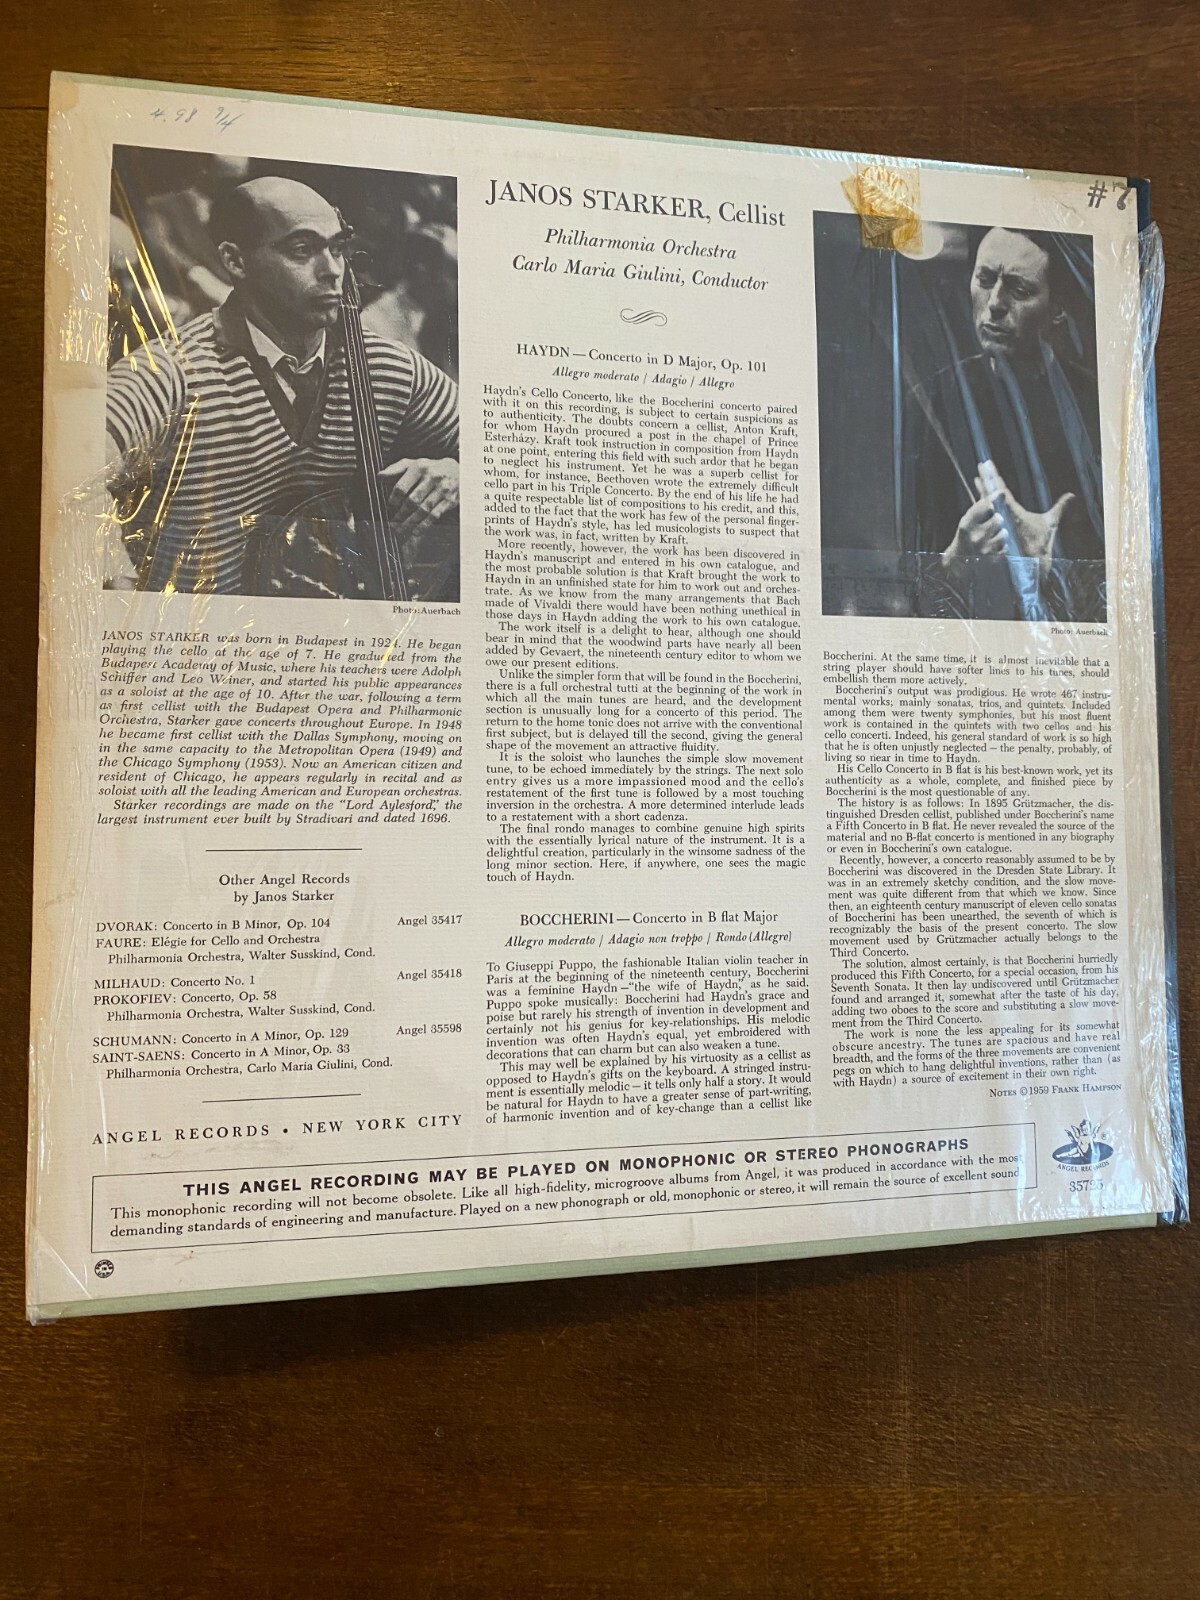 4.98 9/4
#7
JANOS STARKER, Cellist
Philharmonia Orchestra
Carlo Maria Giulini, Conductor
Photo: Auerbach
JANOS STARKER was born in Budapest in 1924. He began
playing the cello at the age of 7. He graduated from the
Budapest Academy of Music, where his teachers were Adolph
Schiffer and Leo Weiner, and started his public appearances
as a soloist at the age of 10. After the war, following a term
as first cellist with the Budapest Opera and Philharmonic
Orchestra, Starker gave concerts throughout Europe. In 1948
he became first cellist with the Dallas Symphony, moving on
in the same capacity to the Metropolitan Opera (1949) and
the Chicago Symphony (1953). Now an American citizen and
resident of Chicago, he appears regularly in recital and as
soloist with all the leading American and European orchestras.
Starker recordings are made on the "Lord Aylesford," the
largest instrument ever built by Stradivari and dated 1696.
Other Angel Records
by Janos Starker
DVORAK: Concerto in B Minor, Op. 104 Angel 35417
FAURE: Elégie for Cello and Orchestra
Philharmonia Orchestra, Walter Susskind, Cond.
MILHAUD: Concerto No. 1 Angel 35418
PROKOFIEV: Concerto, Op. 58
Philharmonia Orchestra, Walter Susskind, Cond.
SCHUMANN: Concerto in A Minor, Op. 129 Angel 35598
SAINT-SAENS: Concerto in A Minor, Op. 33
Philharmonia Orchestra, Carlo Maria Giulini, Cond.
ANGEL RECORDS • NEW YORK CITY
HAYDN — Concerto in D Major, Op. 101
Allegro moderato / Adagio / Allegro
Haydn's Cello Concerto, like the Boccherini concerto paired
with it on this recording, is subject to certain suspicions as
to authenticity. The doubts concern a cellist, Anton Kraft,
for whom Haydn procured a post in the chapel of Prince
Esterházy. Kraft took instruction in composition from Haydn
at one point, entering this field with such ardor that he began
to neglect his instrument. Yet he was a superb cellist for
whom, for instance, Beethoven wrote the extremely difficult
cello part in his Triple Concerto. By the end of his life he had
a quite respectable list of compositions to his credit, and this,
added to the fact that the work has few of the personal finger-
prints of Haydn's style, has led musicologists to suspect that
the work was, in fact, written by Kraft.
More recently, however, the work has been discovered in
Haydn's manuscript and entered in his own catalogue, and
the most probable solution is that Kraft brought the work to
Haydn in an unfinished state for him to work out and orches-
trate. As we know from the many arrangements that Bach
made of Vivaldi there would have been nothing unethical in
those days in Haydn adding the work to his own catalogue.
The work itself is a delight to hear, although one should
bear in mind that the woodwind parts have nearly all been
added by Gevaert, the nineteenth century editor to whom we
owe our present editions.
Unlike the simpler form that will be found in the Boccherini,
there is a full orchestral tutti at the beginning of the work in
which all the main tunes are heard, and the development
section is unusually long for a concerto of this period. The
return to the home tonic does not arrive with the conventional
first subject, but is delayed till the second, giving the general
shape of the movement an attractive fluidity.
It is the soloist who launches the simple slow movement
tune, to be echoed immediately by the strings. The next solo
entry gives us a more impassioned mood and the cello's
restatement of the first tune is followed by a most touching
inversion in the orchestra. A more determined interlude leads
to a restatement with a short cadenza.
The final rondo manages to combine genuine high spirits
with the essentially lyrical nature of the instrument. It is a
delightful creation, particularly in the winsome sadness of the
long minor section. Here, if anywhere, one sees the magic
touch of Haydn.
BOCCHERINI — Concerto in B flat Major
Allegro moderato / Adagio non troppo / Rondo (Allegro)
To Giuseppi Puppo, the fashionable Italian violin teacher in
Paris at the beginning of the nineteenth century, Boccherini
was a feminine Haydn — "the wife of Haydn," as he said.
Puppo spoke musically: Boccherini had Haydn's grace and
poise but rarely his strength of invention in development and
certainly not his genius for key-relationships. His melodic
invention was often Haydn's equal, yet embroidered with
decorations that can charm but can also weaken a tune.
This may well be explained by his virtuosity as a cellist as
opposed to Haydn's gifts on the keyboard. A stringed instru-
ment is essentially melodic — it tells only half a story. It would
be natural for Haydn to have a greater sense of part-writing,
of harmonic invention and of key-change than a cellist like
Photo: Auerbach
Boccherini. At the same time, it is almost inevitable that a
string player should have softer lines to his tunes, should
embellish them more actively.
Boccherini's output was prodigious. He wrote 467 instru-
mental works; mainly sonatas, trios, and quintets. Included
among them were twenty symphonies, but his most fluent
work is contained in the quintets with two cellos and his
cello concerti. Indeed, his general standard of work is so high
that he is often unjustly neglected — the penalty, probably, of
living so near in time to Haydn.
His Cello Concerto in B flat is his best-known work, yet its
authenticity as a whole, complete, and finished piece by
Boccherini is the most questionable of any.
The history is as follows: In 1895 Grützmacher, the dis-
tinguished Dresden cellist, published under Boccherini's name
a Fifth Concerto in B flat. He never revealed the source of the
material and no B-flat concerto is mentioned in any biography
or even in Boccherini's own catalogue.
Recently, however, a concerto reasonably assumed to be by
Boccherini was discovered in the Dresden State Library. It
was in an extremely sketchy condition, and the slow move-
ment was quite different from that which we know. Since
then, an eighteenth century manuscript of eleven cello sonatas
of Boccherini has been unearthed, the seventh of which is
recognizably the basis of the present concerto. The slow
movement used by Grützmacher actually belongs to the
Third Concerto.
The solution, almost certainly, is that Boccherini hurriedly
produced this Fifth Concerto, for a special occasion, from his
Seventh Sonata. It then lay undiscovered until Grützmacher
found and arranged it, somewhat after the taste of his day,
adding two oboes to the score and substituting a slow move-
ment from the Third Concerto.
The work is none the less appealing for its somewhat
obscure ancestry. The tunes are spacious and have real
breadth, and the forms of the three movements are convenient
pegs on which to hang delightful inventions, rather than (as
with Haydn) a source of excitement in their own right.
NOTES © 1959 FRANK HAMPSON
THIS ANGEL RECORDING MAY BE PLAYED ON MONOPHONIC OR STEREO PHONOGRAPHS
This monophonic recording will not become obsolete. Like all high-fidelity, microgroove albums from Angel, it was produced in accordance with the most
demanding standards of engineering and manufacture. Played on a new phonograph or old, monophonic or stereo, it will remain the source of excellent sound
ANGEL RECORDS
®